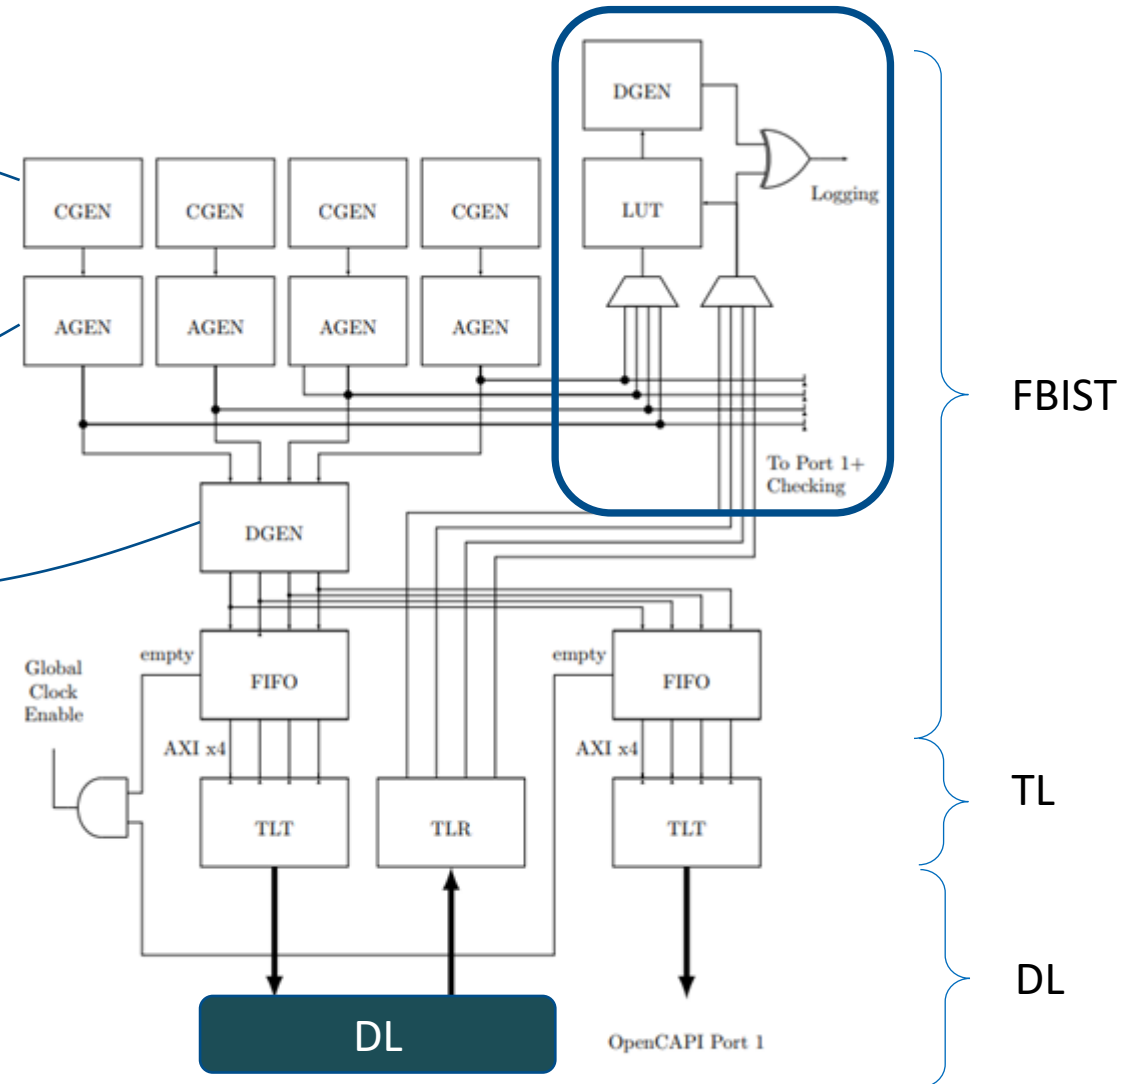 DGEN
Logging
CGEN
CGEN
CGEN
CGEN
LUT
AGEN
AGEN
AGEN
AGEN
FBIST
To Port 1+
Checking
DGEN
empty
empty
Global
Clock
Enable
FIFO
FIFO
AXI x4
AXI x4
TL
TLT
TLR
TLT
DL
DL
OpenCAPI Port 1